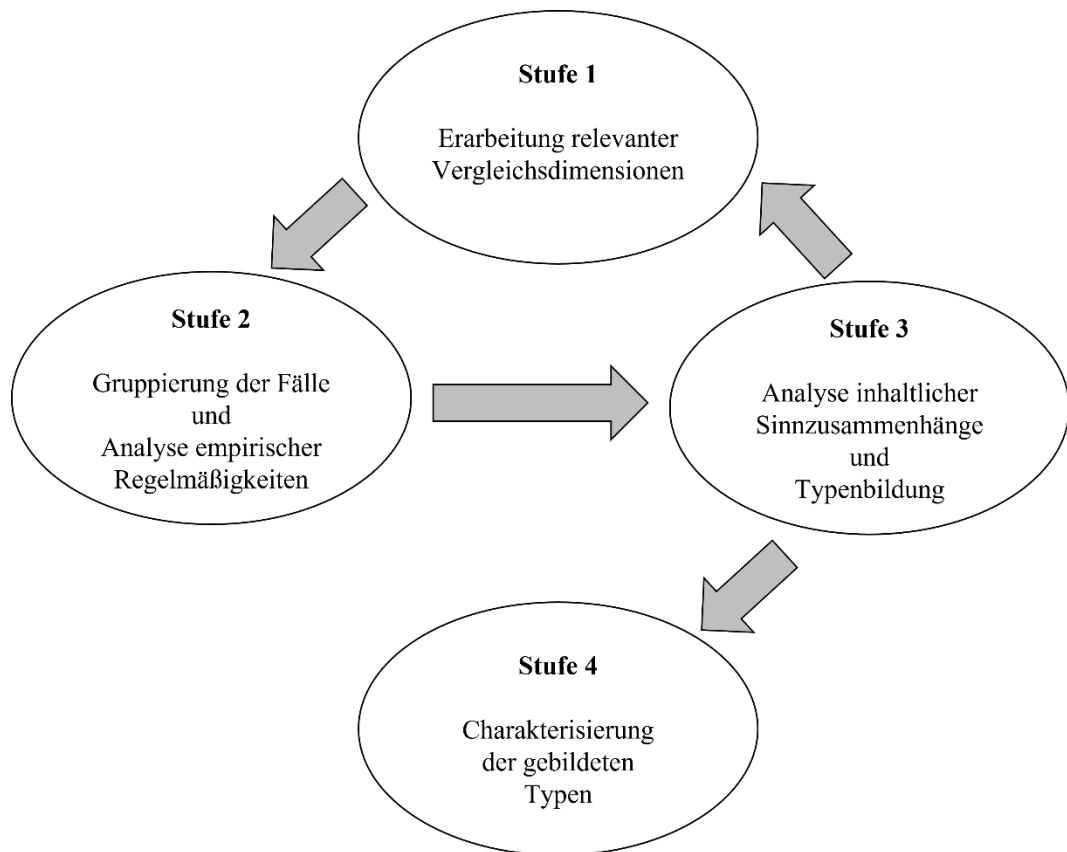 Stufe 1
Erarbeitung relevanter
Vergleichsdimensionen
Stufe 2
Gruppierung der Fälle
und
Analyse empirischer
Regelmäßigkeiten
Stufe 3
Analyse inhaltlicher
Sinnzusammenhänge
und
Typenbildung
Stufe 4
Charakterisierung
der gebildeten
Typen